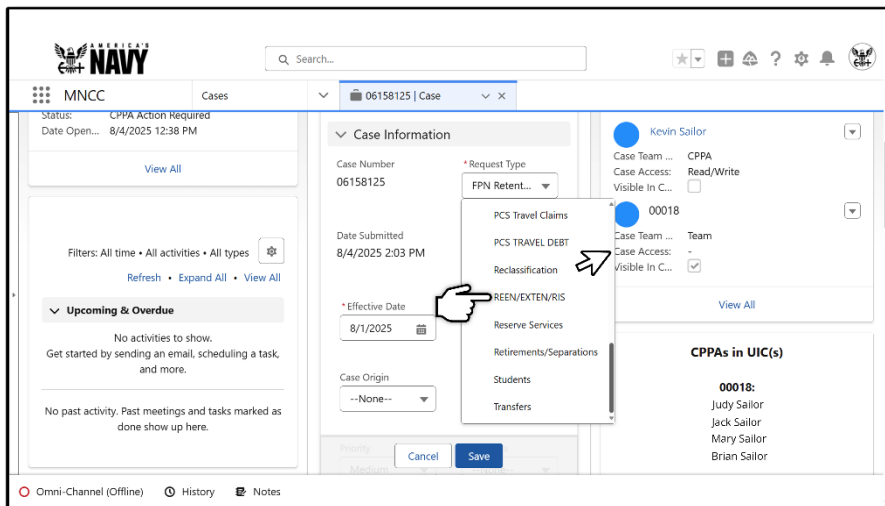 AMERICA'S
NAVY
Search...
MNCC
Cases
06158125 | Case
Status: CPPA Action Required
Date Open... 8/4/2025 12:38 PM
View All
Filters: All time • All activities • All types
Refresh • Expand All • View All
Upcoming & Overdue
No activities to show.
Get started by sending an email, scheduling a task,
and more.
No past activity. Past meetings and tasks marked as
done show up here.
Case Information
Case Number
06158125
*Request Type
FPN Retent...
Date Submitted
8/4/2025 2:03 PM
*Effective Date
8/1/2025
Case Origin
--None--
PCS Travel Claims
PCS TRAVEL DEBT
Reclassification
REEN/EXTEN/RIS
Reserve Services
Retirements/Separations
Students
Transfers
Priority
Medium
Cancel
Save
Kevin Sailor
Case Team ... CPPA
Case Access: Read/Write
Visible In C...
00018
Case Team ... Team
Case Access: -
Visible In C...
View All
CPPAs in UIC(s)
00018:
Judy Sailor
Jack Sailor
Mary Sailor
Brian Sailor
Omni-Channel (Offline)
History
Notes